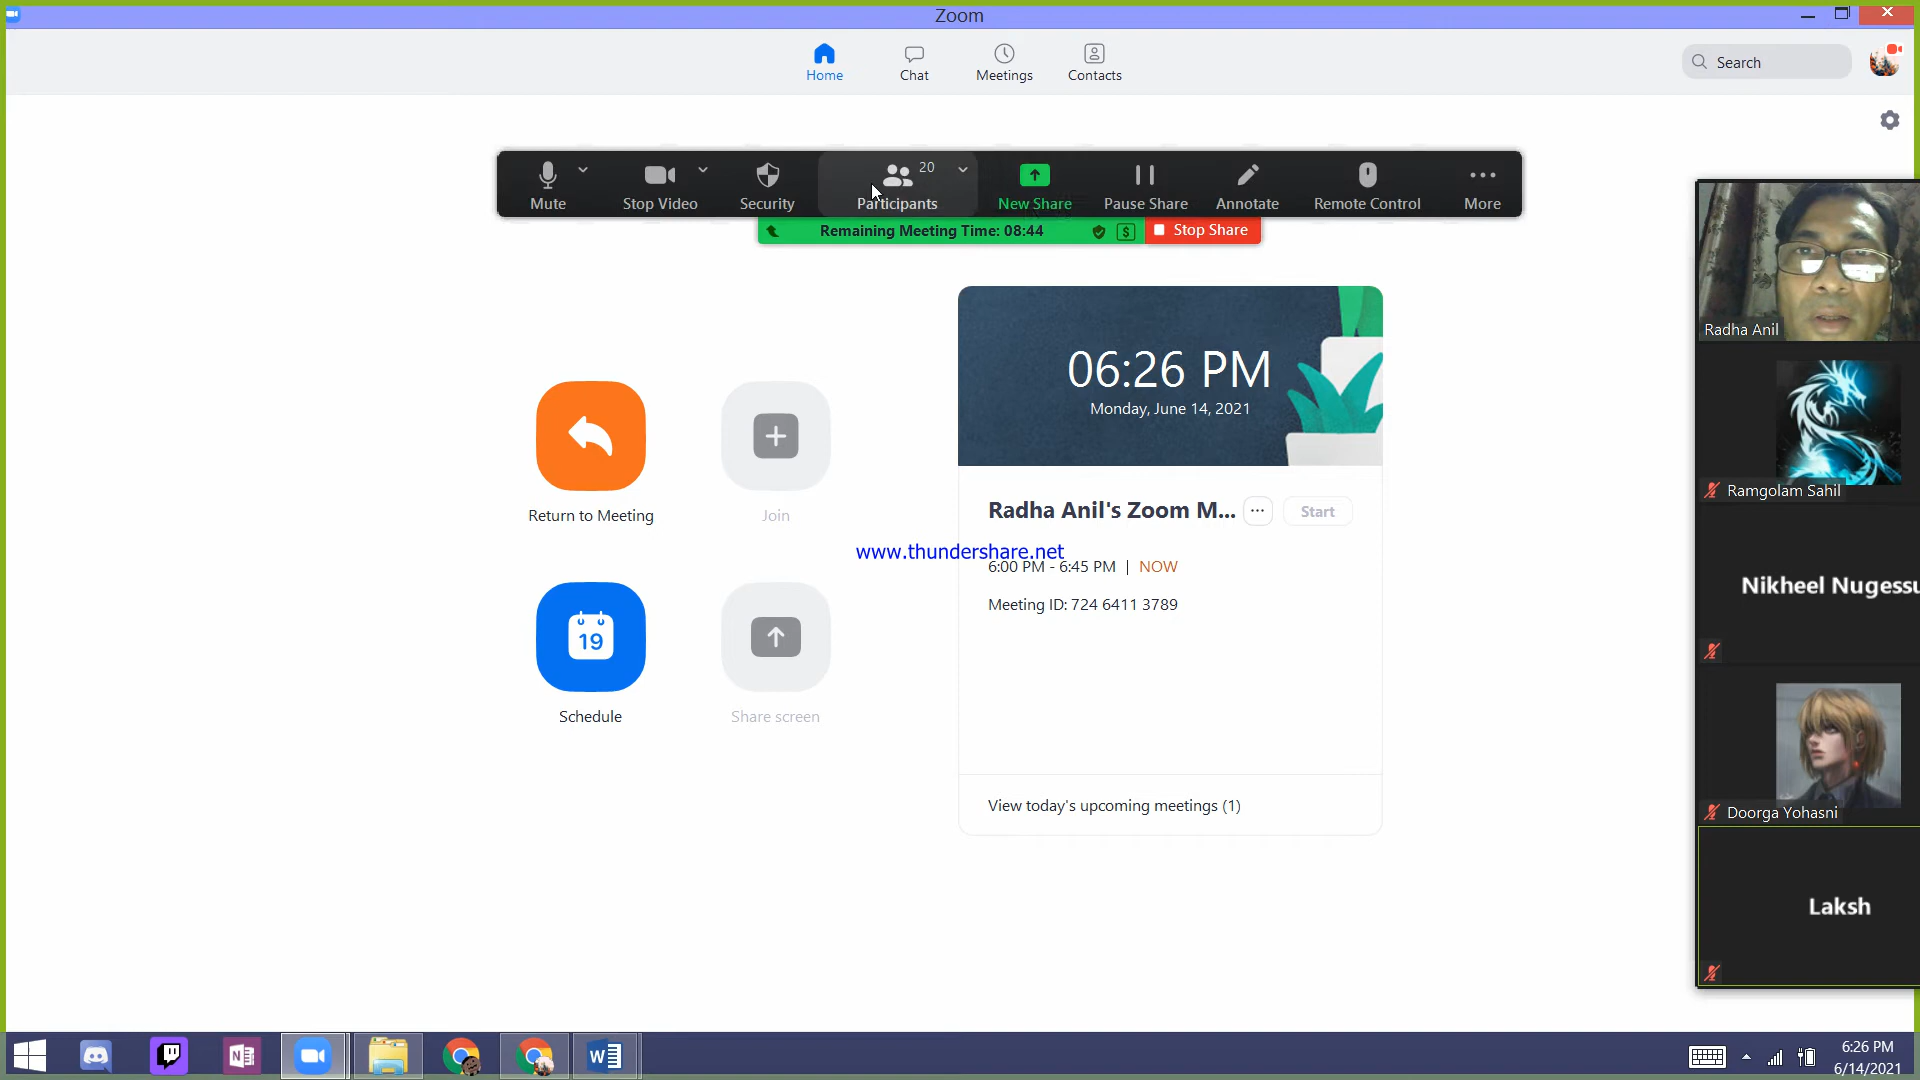 Zoom
Home
Chat
Meetings
Contacts
Search
Mute
Stop Video
Security
20
Participants
New Share
Pause Share
Annotate
Remote Control
More
Remaining Meeting Time: 08:44
$
Stop Share
Radha Anil
06:26 PM
Monday, June 14, 2021
Ramgolam Sahil
Return to Meeting
Join
Radha Anil's Zoom M...
Start
www.thundershare.net
6:00 PM - 6:45 PM | NOW
Meeting ID: 724 6411 3789
Nikheel Nugessu
19
Schedule
Share screen
View today's upcoming meetings (1)
Doorga Yohasni
Laksh
N
W
6:26 PM
6/14/2021